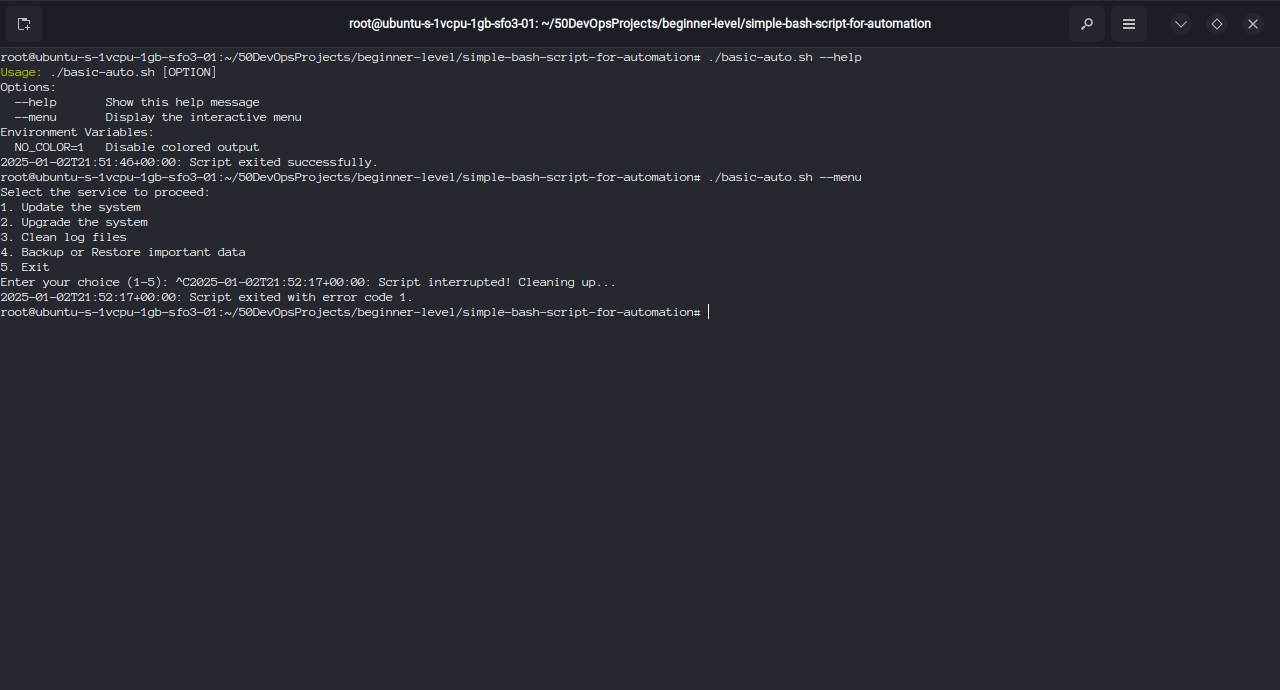 root@ubuntu-s-1vcpu-1gb-sfo3-01: ~/50DevOpsProjects/beginner-level/simple-bash-script-for-automation
root@ubuntu-s-1vcpu-1gb-sfo3-01:~/50DevOpsProjects/beginner-level/simple-bash-script-for-automation# ./basic-auto.sh --help
Usage: ./basic-auto.sh [OPTION]
Options:
  --help       Show this help message
  --menu       Display the interactive menu
Environment Variables:
  NO_COLOR=1   Disable colored output
2025-01-02T21:51:46+00:00: Script exited successfully.
root@ubuntu-s-1vcpu-1gb-sfo3-01:~/50DevOpsProjects/beginner-level/simple-bash-script-for-automation# ./basic-auto.sh --menu
Select the service to proceed:
1. Update the system
2. Upgrade the system
3. Clean log files
4. Backup or Restore important data
5. Exit
Enter your choice (1-5): ^C2025-01-02T21:52:17+00:00: Script interrupted! Cleaning up...
2025-01-02T21:52:17+00:00: Script exited with error code 1.
root@ubuntu-s-1vcpu-1gb-sfo3-01:~/50DevOpsProjects/beginner-level/simple-bash-script-for-automation#